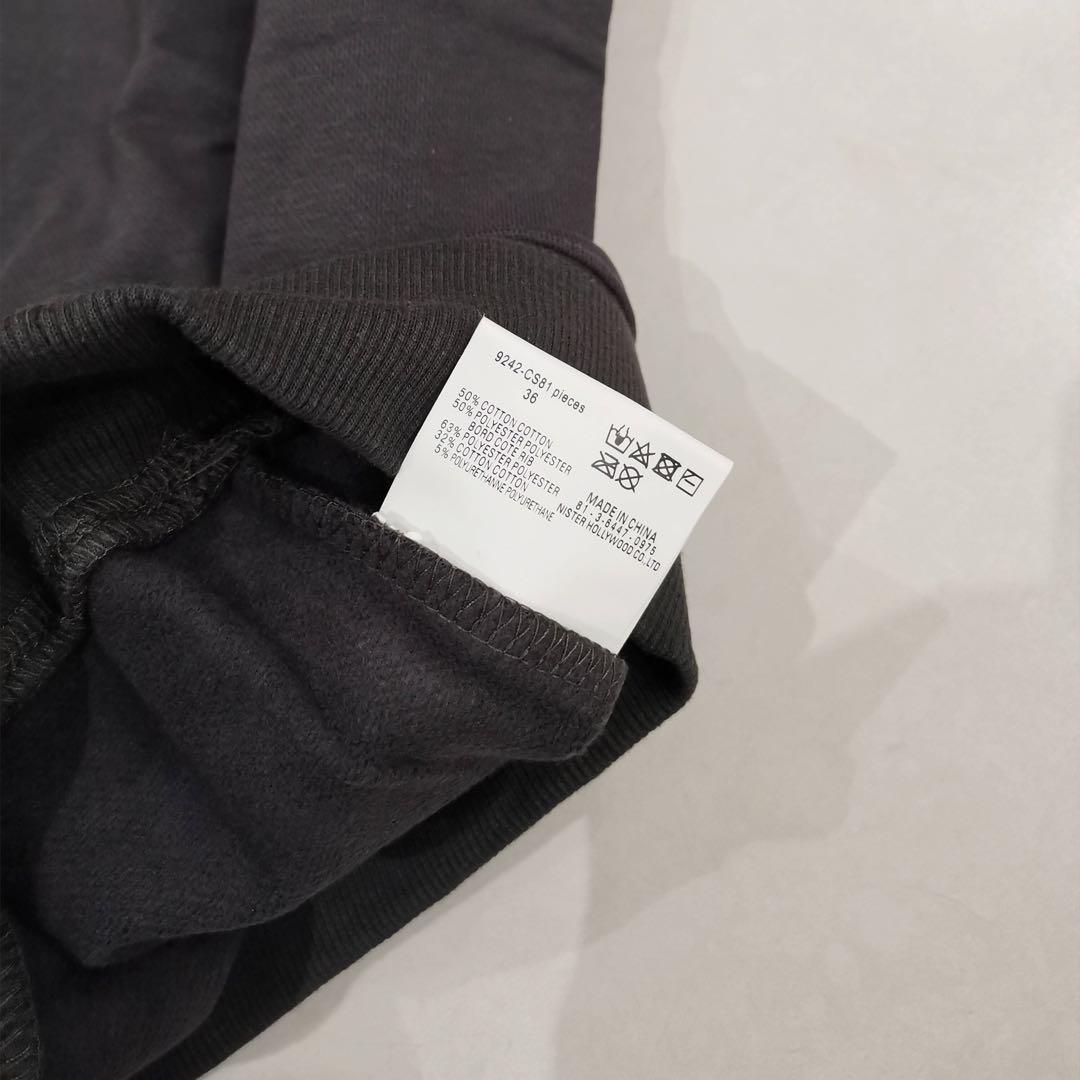 9242-CS81 pieces
36
50% COTTON COTTON
50% POLYESTER POLYESTER
BORD COTE RIB
63% POLYESTER POLYESTER
32% COTTON COTTON
5% POLYURETHANNE POLYURETHANE
MADE IN CHINA
81-3-6447-0975
NISTER HOLLYWOOD CO.,LTD